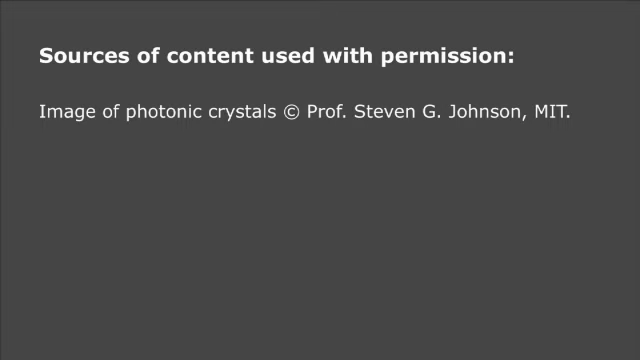 Sources of content used with permission:
Image of photonic crystals © Prof. Steven G. Johnson, MIT.